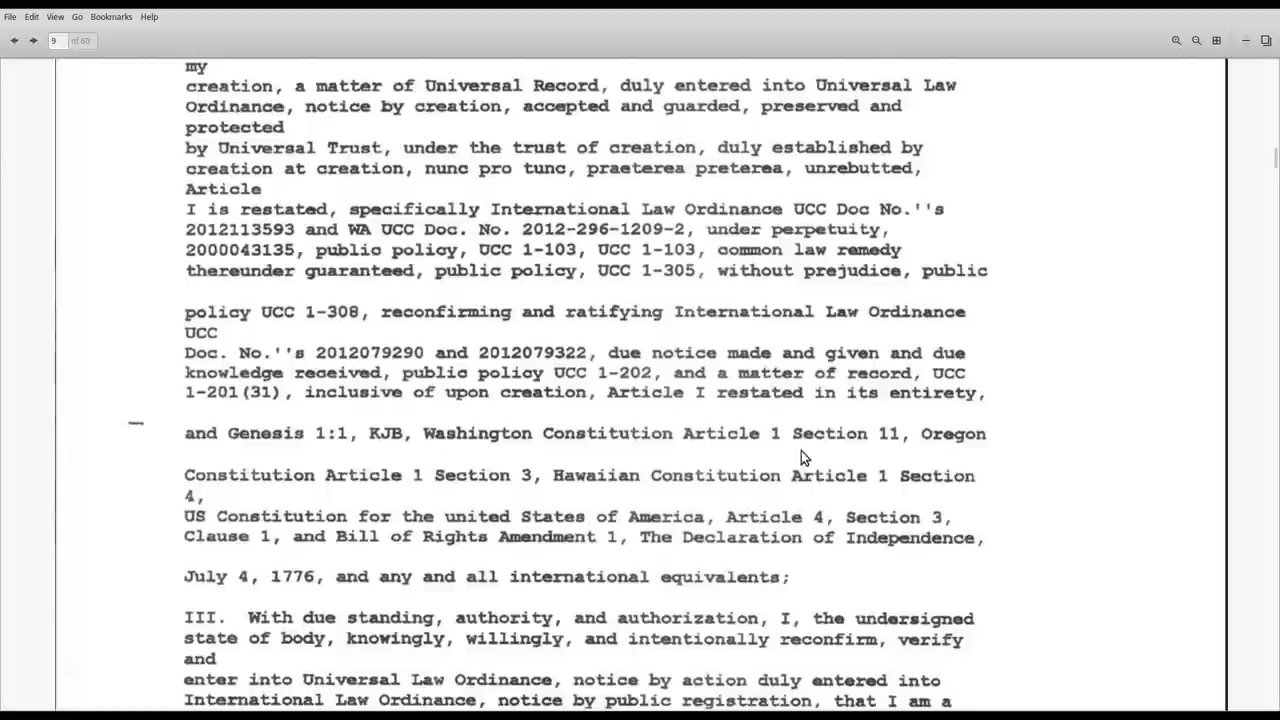 File Edit View Go Bookmarks Help
9 of 60
my
creation, a matter of Universal Record, duly entered into Universal Law
Ordinance, notice by creation, accepted and guarded, preserved and
protected
by Universal Trust, under the trust of creation, duly established by
creation at creation, nunc pro tunc, praeterea preterea, unrebutted,
Article
I is restated, specifically International Law Ordinance UCC Doc No.''s
2012113593 and WA UCC Doc. No. 2012-296-1209-2, under perpetuity,
2000043135, public policy, UCC 1-103, UCC 1-103, common law remedy
thereunder guaranteed, public policy, UCC 1-305, without prejudice, public
policy UCC 1-308, reconfirming and ratifying International Law Ordinance
UCC
Doc. No.''s 2012079290 and 2012079322, due notice made and given and due
knowledge received, public policy UCC 1-202, and a matter of record, UCC
1-201(31), inclusive of upon creation, Article I restated in its entirety,
and Genesis 1:1, KJB, Washington Constitution Article 1 Section 11, Oregon
Constitution Article 1 Section 3, Hawaiian Constitution Article 1 Section
4,
US Constitution for the united States of America, Article 4, Section 3,
Clause 1, and Bill of Rights Amendment 1, The Declaration of Independence,
July 4, 1776, and any and all international equivalents;
III. With due standing, authority, and authorization, I, the undersigned
state of body, knowingly, willingly, and intentionally reconfirm, verify
and
enter into Universal Law Ordinance, notice by action duly entered into
International Law Ordinance, notice by public registration, that I am a